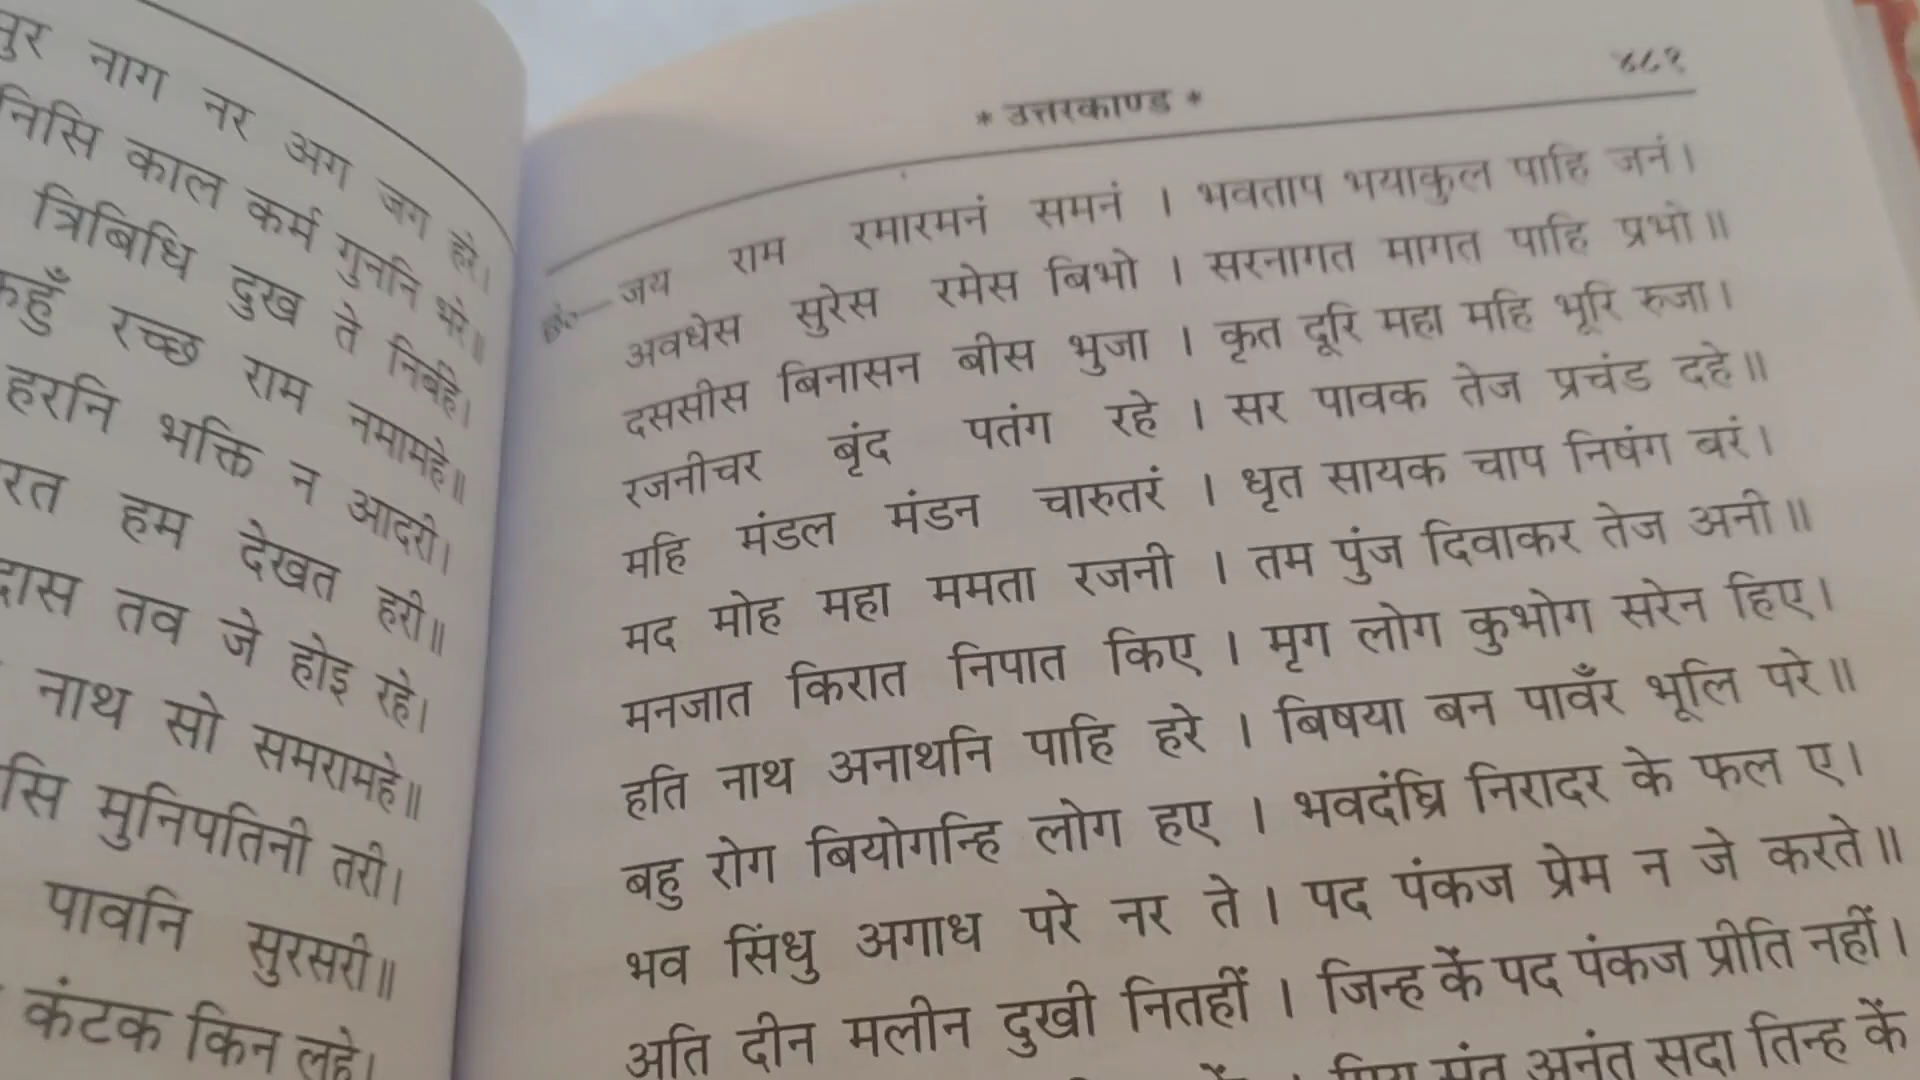 नाग नर अग जग हरे।
निसि काल कर्म गुननि भरे॥
त्रिबिधि दुख ते निर्बहे।
कहुँ रच्छ राम नमामहे॥
हरनि भक्ति न आदरी।
रत हम देखत हरी॥
दास तव जे होइ रहे।
नाथ सो समरामहे॥
सि मुनिपतिनी तरी।
पावनि सुरसरी॥
कंटक किन लहे।
४८१
* उत्तरकाण्ड *
छं०—जय राम रमारमनं समनं । भवताप भयाकुल पाहि जनं।
अवधेस सुरेस रमेस बिभो । सरनागत मागत पाहि प्रभो॥
दससीस बिनासन बीस भुजा । कृत दूरि महा महि भूरि रुजा।
रजनीचर बृंद पतंग रहे । सर पावक तेज प्रचंड दहे॥
महि मंडल मंडन चारुतरं । धृत सायक चाप निषंग बरं।
मद मोह महा ममता रजनी । तम पुंज दिवाकर तेज अनी॥
मनजात किरात निपात किए । मृग लोग कुभोग सरेन हिए।
हति नाथ अनाथनि पाहि हरे । बिषया बन पावँर भूलि परे॥
बहु रोग बियोगन्हि लोग हए । भवदंघ्रि निरादर के फल ए।
भव सिंधु अगाध परे नर ते । पद पंकज प्रेम न जे करते॥
अति दीन मलीन दुखी नितहीं । जिन्ह कें पद पंकज प्रीति नहीं।
अनंत सदा तिन्ह कें